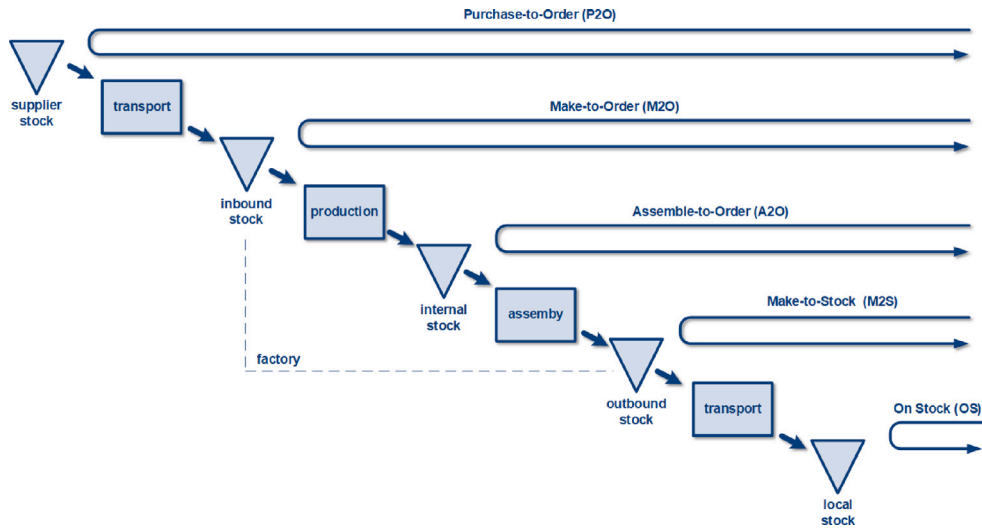 Purchase-to-Order (P2O)
supplier
stock
transport
Make-to-Order (M2O)
inbound
stock
production
Assemble-to-Order (A2O)
internal
stock
assemby
Make-to-Stock (M2S)
factory
outbound
stock
transport
On Stock (OS)
local
stock